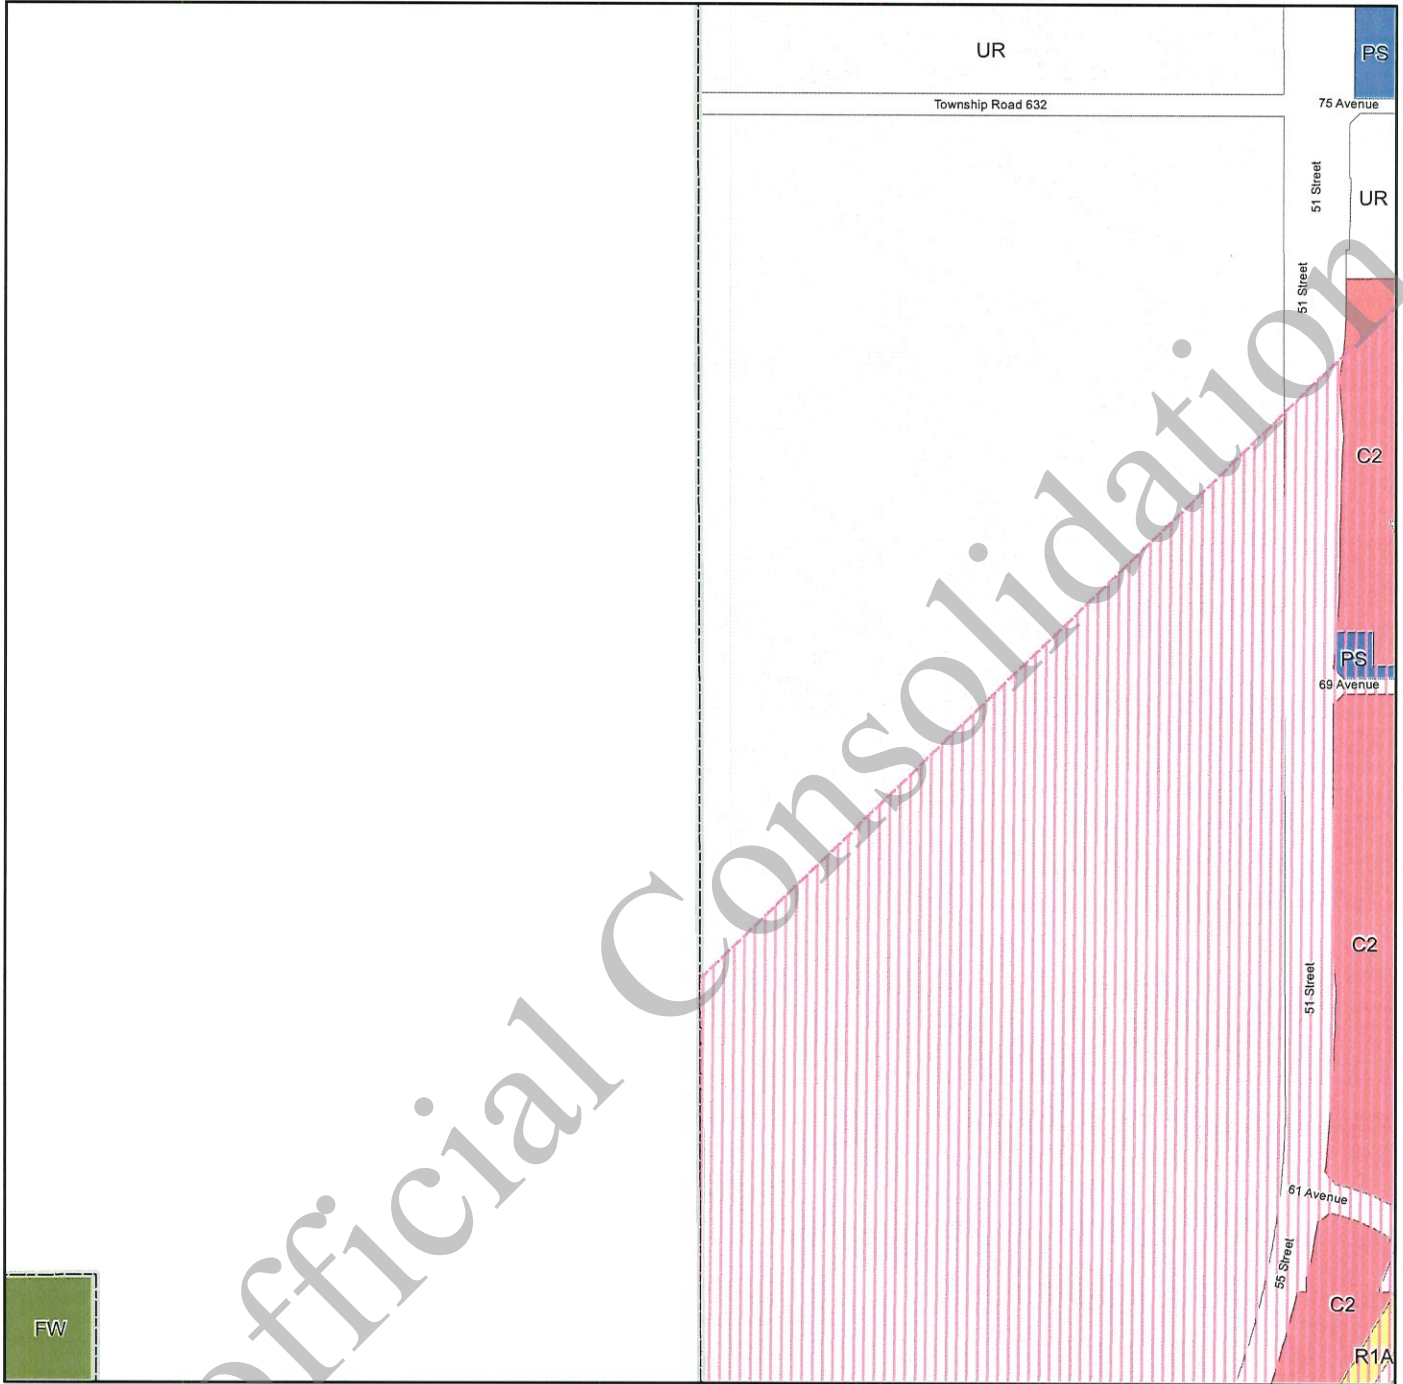 UR
PS
Township Road 632
75 Avenue
51 Street
UR
51 Street
C2
PS
69 Avenue
C2
51 Street
61 Avenue
55 Street
C2
FW
R1A
official Consolidation